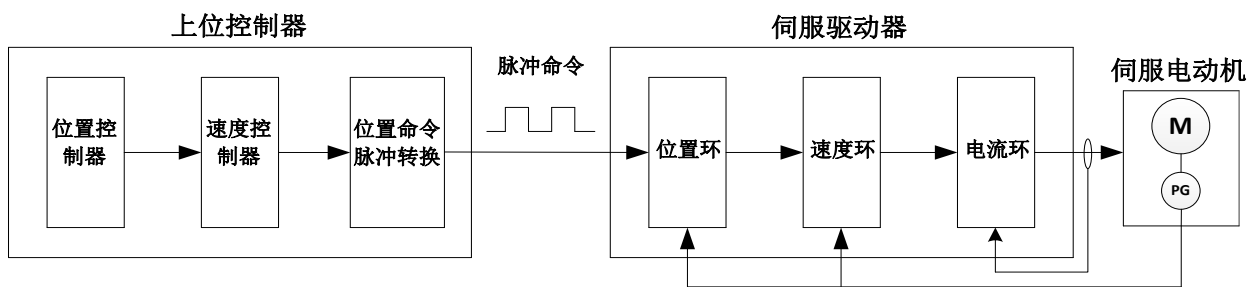 上位控制器
伺服驱动器
脉冲命令
伺服电动机
位置控
制器
速度控
制器
位置命令
脉冲转换
位置环
速度环
电流环
M
PG